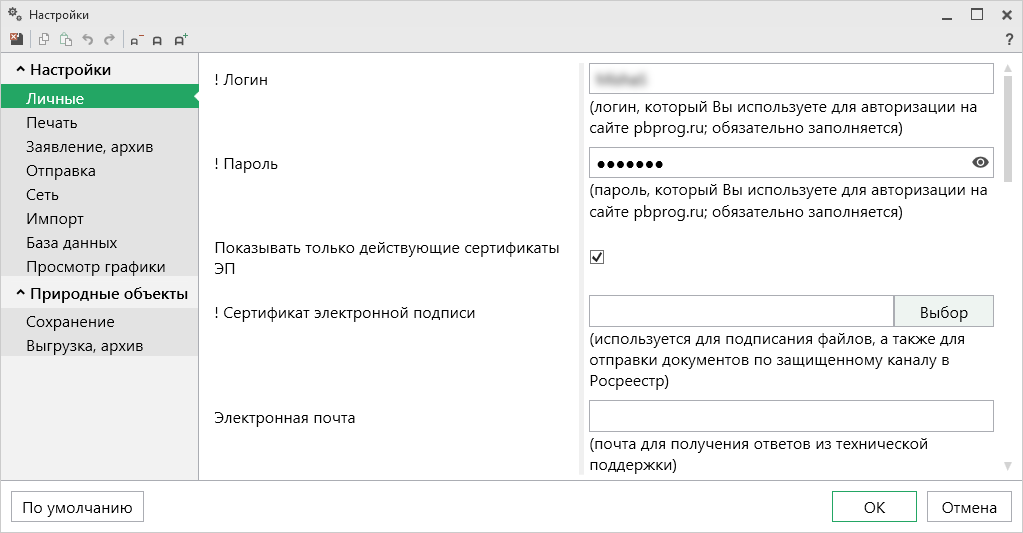 Настройки
?
Настройки
Личные
Печать
Заявление, архив
Отправка
Сеть
Импорт
База данных
Просмотр графики
Природные объекты
Сохранение
Выгрузка, архив
! Логин
(логин, который Вы используете для авторизации на
сайте pbprog.ru; обязательно заполняется)
! Пароль
●●●●●●●
(пароль, который Вы используете для авторизации на
сайте pbprog.ru; обязательно заполняется)
Показывать только действующие сертификаты
ЭП
! Сертификат электронной подписи
Выбор
(используется для подписания файлов, а также для
отправки документов по защищенному каналу в
Росреестр)
Электронная почта
(почта для получения ответов из технической
поддержки)
По умолчанию
ОК
Отмена